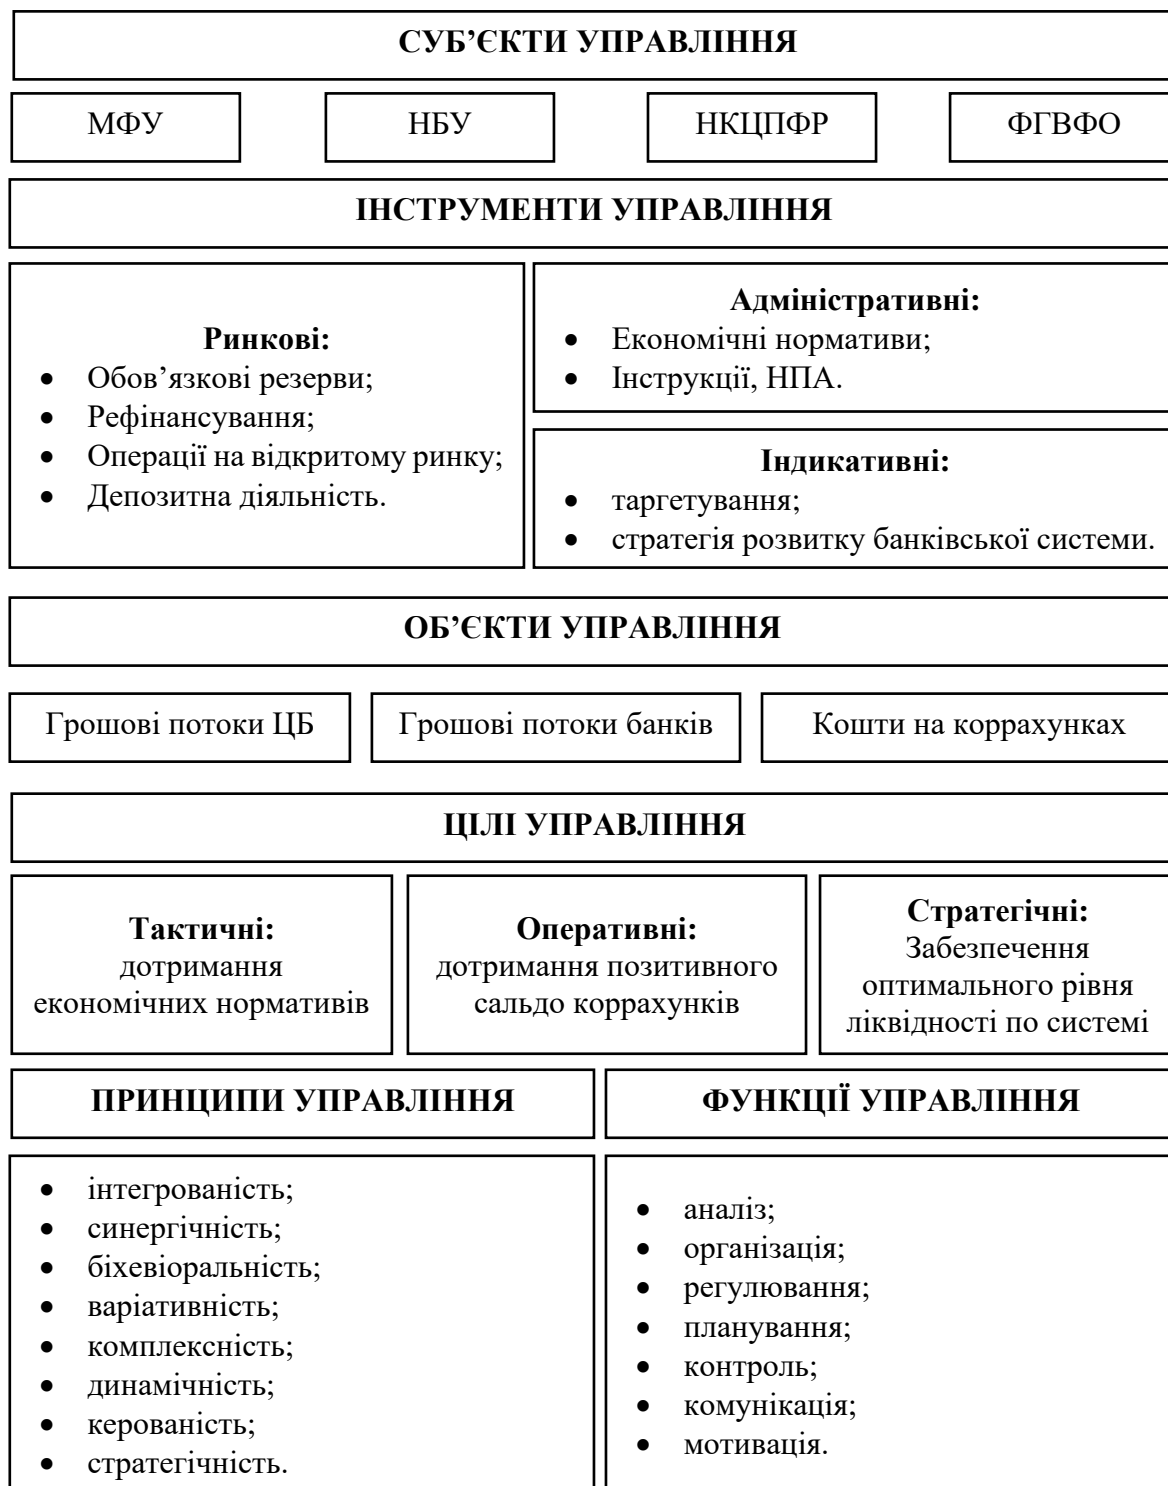 СУБ’ЄКТИ УПРАВЛІННЯ
МФУ
НБУ
НКЦПФР
ФГВФО
ІНСТРУМЕНТИ УПРАВЛІННЯ
Ринкові:
• Обов’язкові резерви;
• Рефінансування;
• Операції на відкритому ринку;
• Депозитна діяльність.
Адміністративні:
• Економічні нормативи;
• Інструкції, НПА.
Індикативні:
• таргетування;
• стратегія розвитку банківської системи.
ОБ’ЄКТИ УПРАВЛІННЯ
Грошові потоки ЦБ
Грошові потоки банків
Кошти на коррахунках
ЦІЛІ УПРАВЛІННЯ
Тактичні:
дотримання
економічних нормативів
Оперативні:
дотримання позитивного
сальдо коррахунків
Стратегічні:
Забезпечення
оптимального рівня
ліквідності по системі
ПРИНЦИПИ УПРАВЛІННЯ
• інтегрованість;
• синергічність;
• біхевіоральність;
• варіативність;
• комплексність;
• динамічність;
• керованість;
• стратегічність.
ФУНКЦІЇ УПРАВЛІННЯ
• аналіз;
• організація;
• регулювання;
• планування;
• контроль;
• комунікація;
• мотивація.